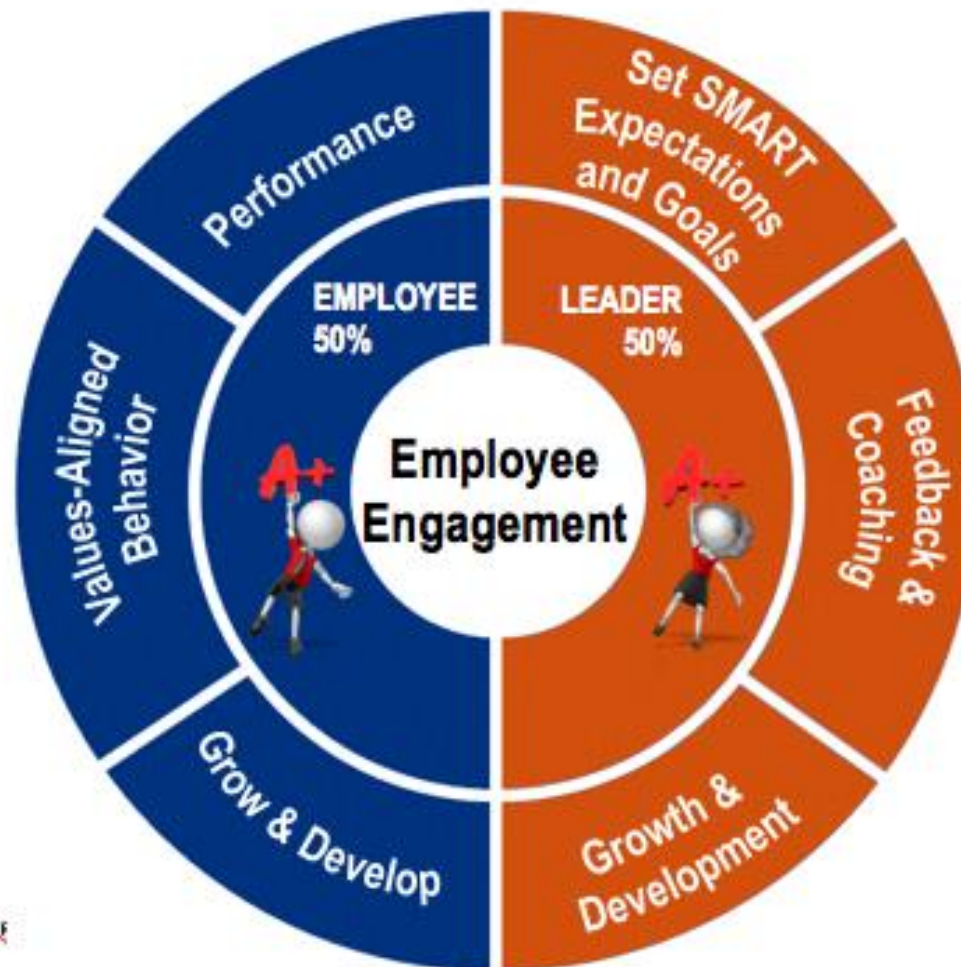 Performance
Set SMART
Expectations
and Goals
EMPLOYEE
50%
LEADER
50%
Values-Aligned
Behavior
A+
Employee
Engagement
A+
Feedback &
Coaching
Grow & Develop
Growth &
Development